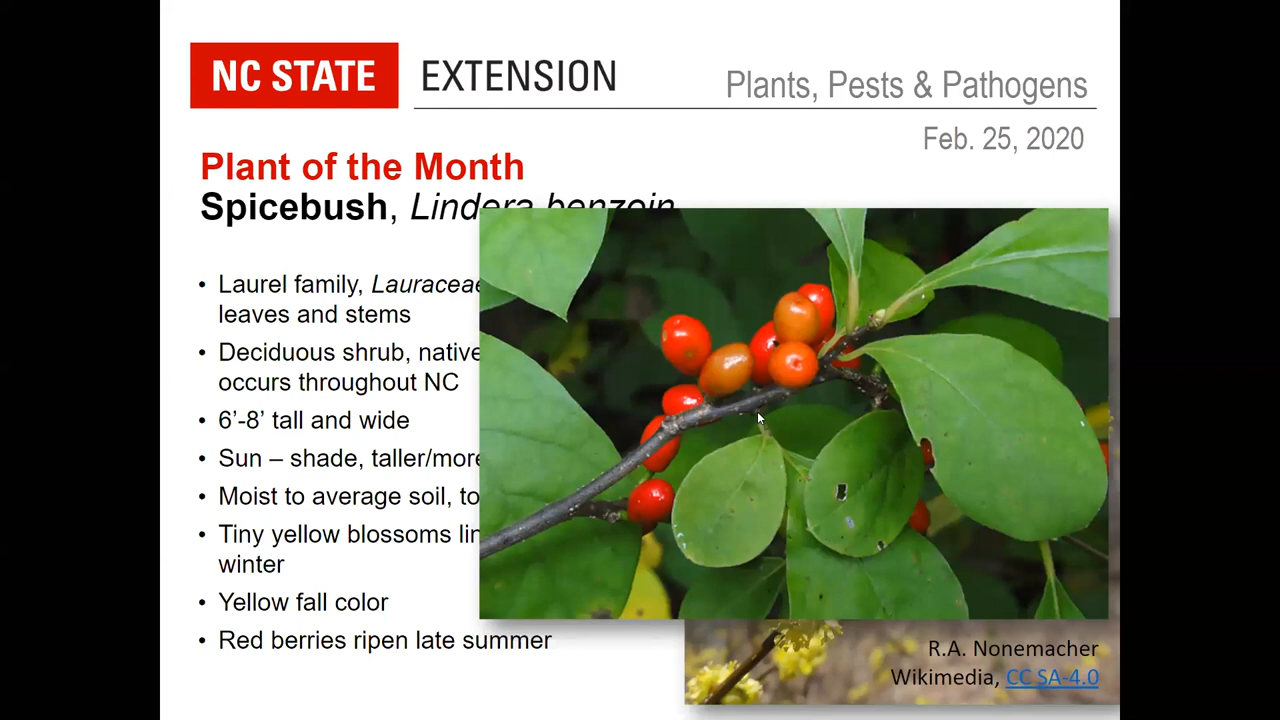 NC STATE EXTENSION
Plants, Pests & Pathogens
Feb. 25, 2020
Plant of the Month
Spicebush, Lindera benzoin
• Laurel family, Lauraceae
leaves and stems
• Deciduous shrub, native
occurs throughout NC
• 6’-8’ tall and wide
• Sun – shade, taller/more
• Moist to average soil, to
• Tiny yellow blossoms lin
winter
• Yellow fall color
• Red berries ripen late summer
R.A. Nonemacher
Wikimedia, CC SA-4.0